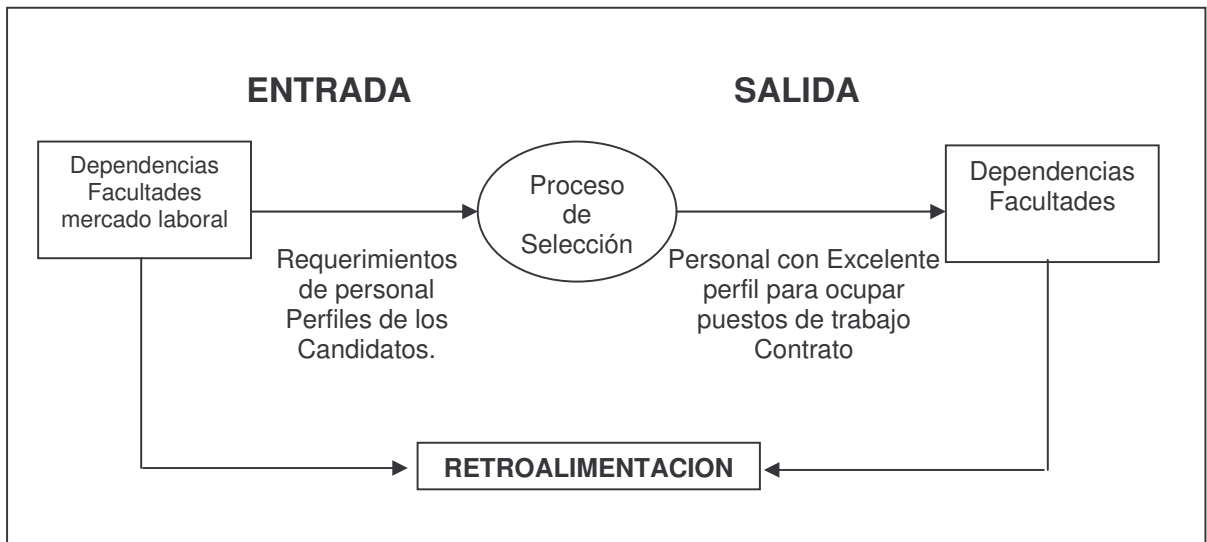 ENTRADA
SALIDA
Dependencias
Facultades
mercado laboral
Proceso
de
Selección
Dependencias
Facultades
Requerimientos
de personal
Perfiles de los
Candidatos.
Personal con Excelente
perfil para ocupar
puestos de trabajo
Contrato
RETROALIMENTACION